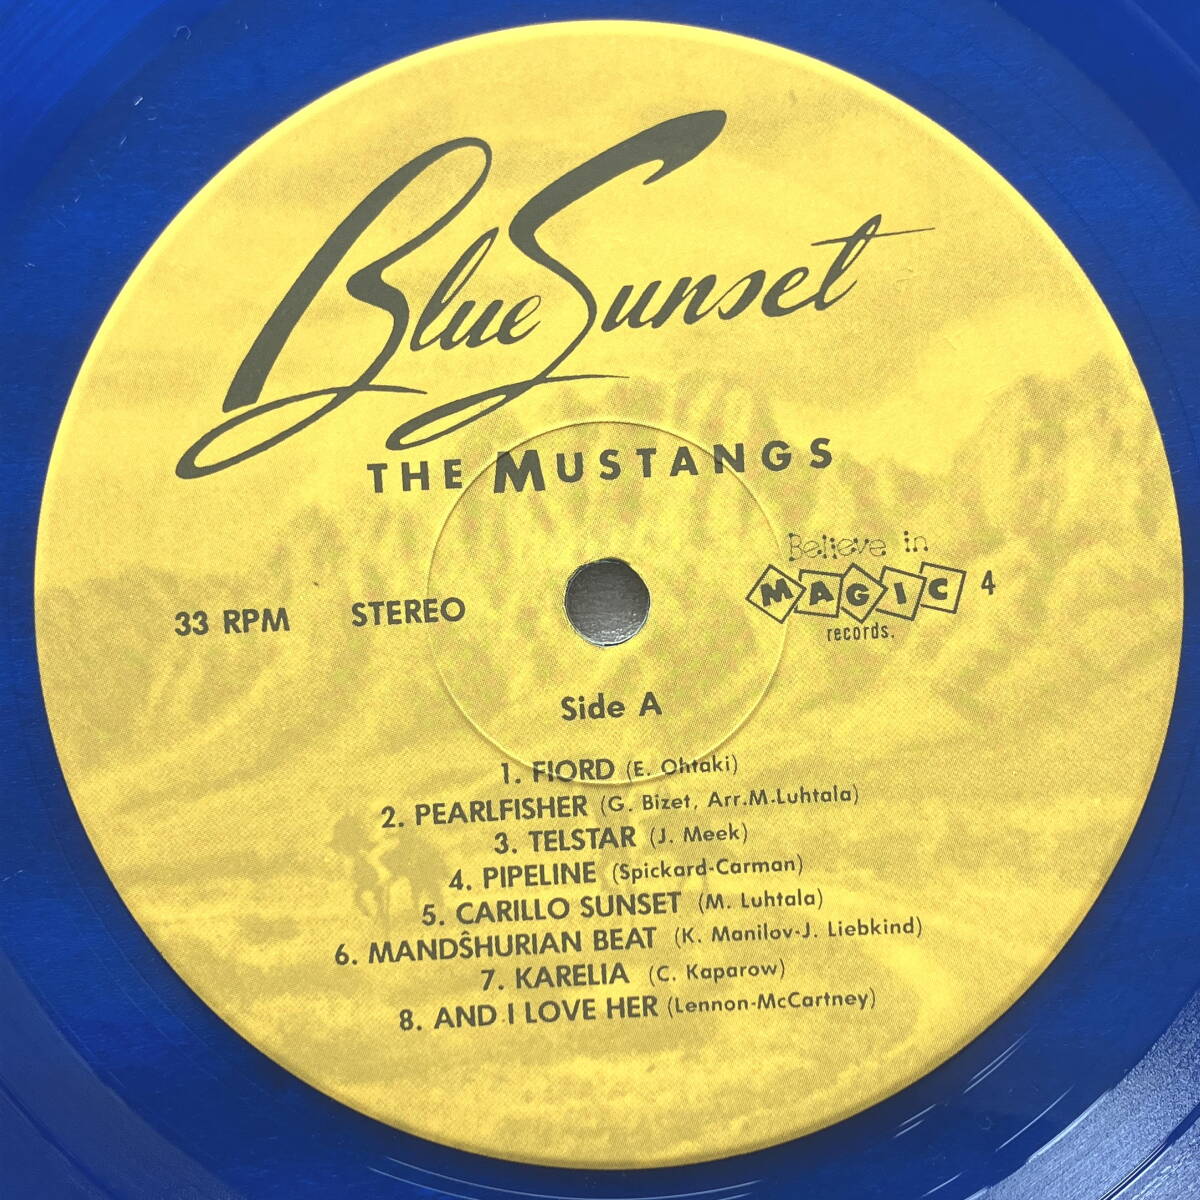 Blue Sunset
THE MUSTANGS
Believe in
MAGIC 4
records.
33 RPM STEREO
Side A
1. FIORD (E. Ohtaki)
2. PEARLFISHER (G. Bizet, Arr.M.Luhtala)
3. TELSTAR (J. Meek)
4. PIPELINE (Spickard-Carman)
5. CARILLO SUNSET (M. Luhtala)
6. MANDŜHURIAN BEAT (K. Manilov-J. Liebkind)
7. KARELIA (C. Kaparow)
8. AND I LOVE HER (Lennon-McCartney)